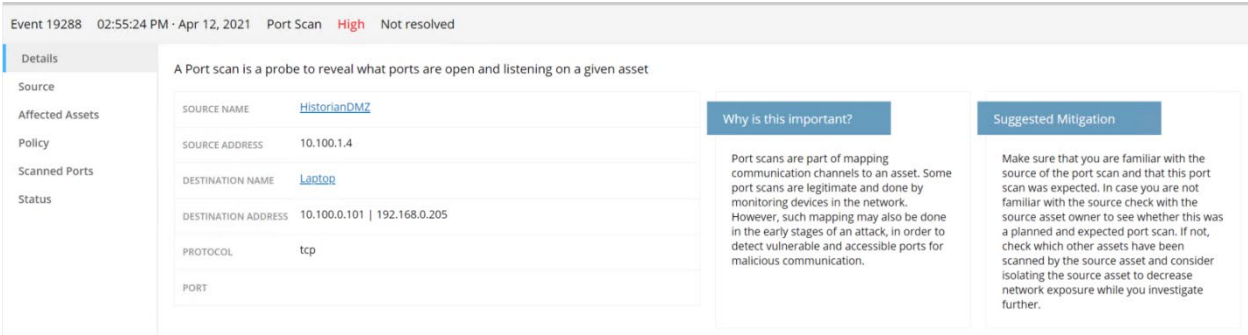 Event 19288 02:55:24 PM · Apr 12, 2021 Port Scan High Not resolved
Details
Source
Affected Assets
Policy
Scanned Ports
Status
A Port scan is a probe to reveal what ports are open and listening on a given asset
SOURCE NAME HistorianDMZ
SOURCE ADDRESS 10.100.1.4
DESTINATION NAME Laptop
DESTINATION ADDRESS 10.100.0.101 | 192.168.0.205
PROTOCOL tcp
PORT
Why is this important?
Port scans are part of mapping
communication channels to an asset. Some
port scans are legitimate and done by
monitoring devices in the network.
However, such mapping may also be done
in the early stages of an attack, in order to
detect vulnerable and accessible ports for
malicious communication.
Suggested Mitigation
Make sure that you are familiar with the
source of the port scan and that this port
scan was expected. In case you are not
familiar with the source check with the
source asset owner to see whether this was
a planned and expected port scan. If not,
check which other assets have been
scanned by the source asset and consider
isolating the source asset to decrease
network exposure while you investigate
further.